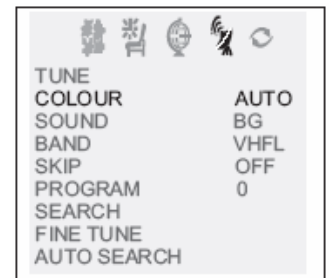 TUNE
COLOUR AUTO
SOUND BG
BAND VHFL
SKIP OFF
PROGRAM 0
SEARCH
FINE TUNE
AUTO SEARCH